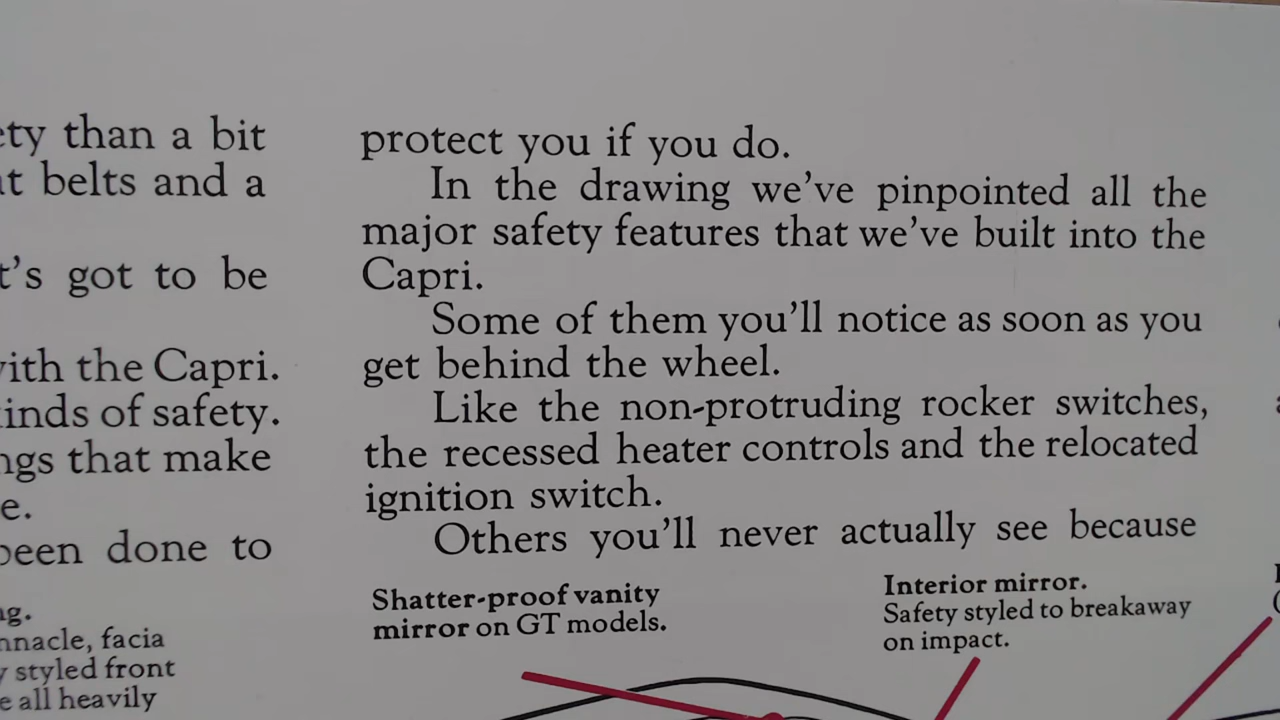 than a bit
belts and a
got to be
with the Capri.
kinds of safety.
that make
been done to
protect you if you do.
In the drawing we've pinpointed all the
major safety features that we've built into the
Capri.
Some of them you'll notice as soon as you
get behind the wheel.
Like the non-protruding rocker switches,
the recessed heater controls and the relocated
ignition switch.
Others you'll never actually see because
facia
styled front
all heavily
Shatter-proof vanity
mirror on GT models.
Interior mirror.
Safety styled to breakaway
on impact.